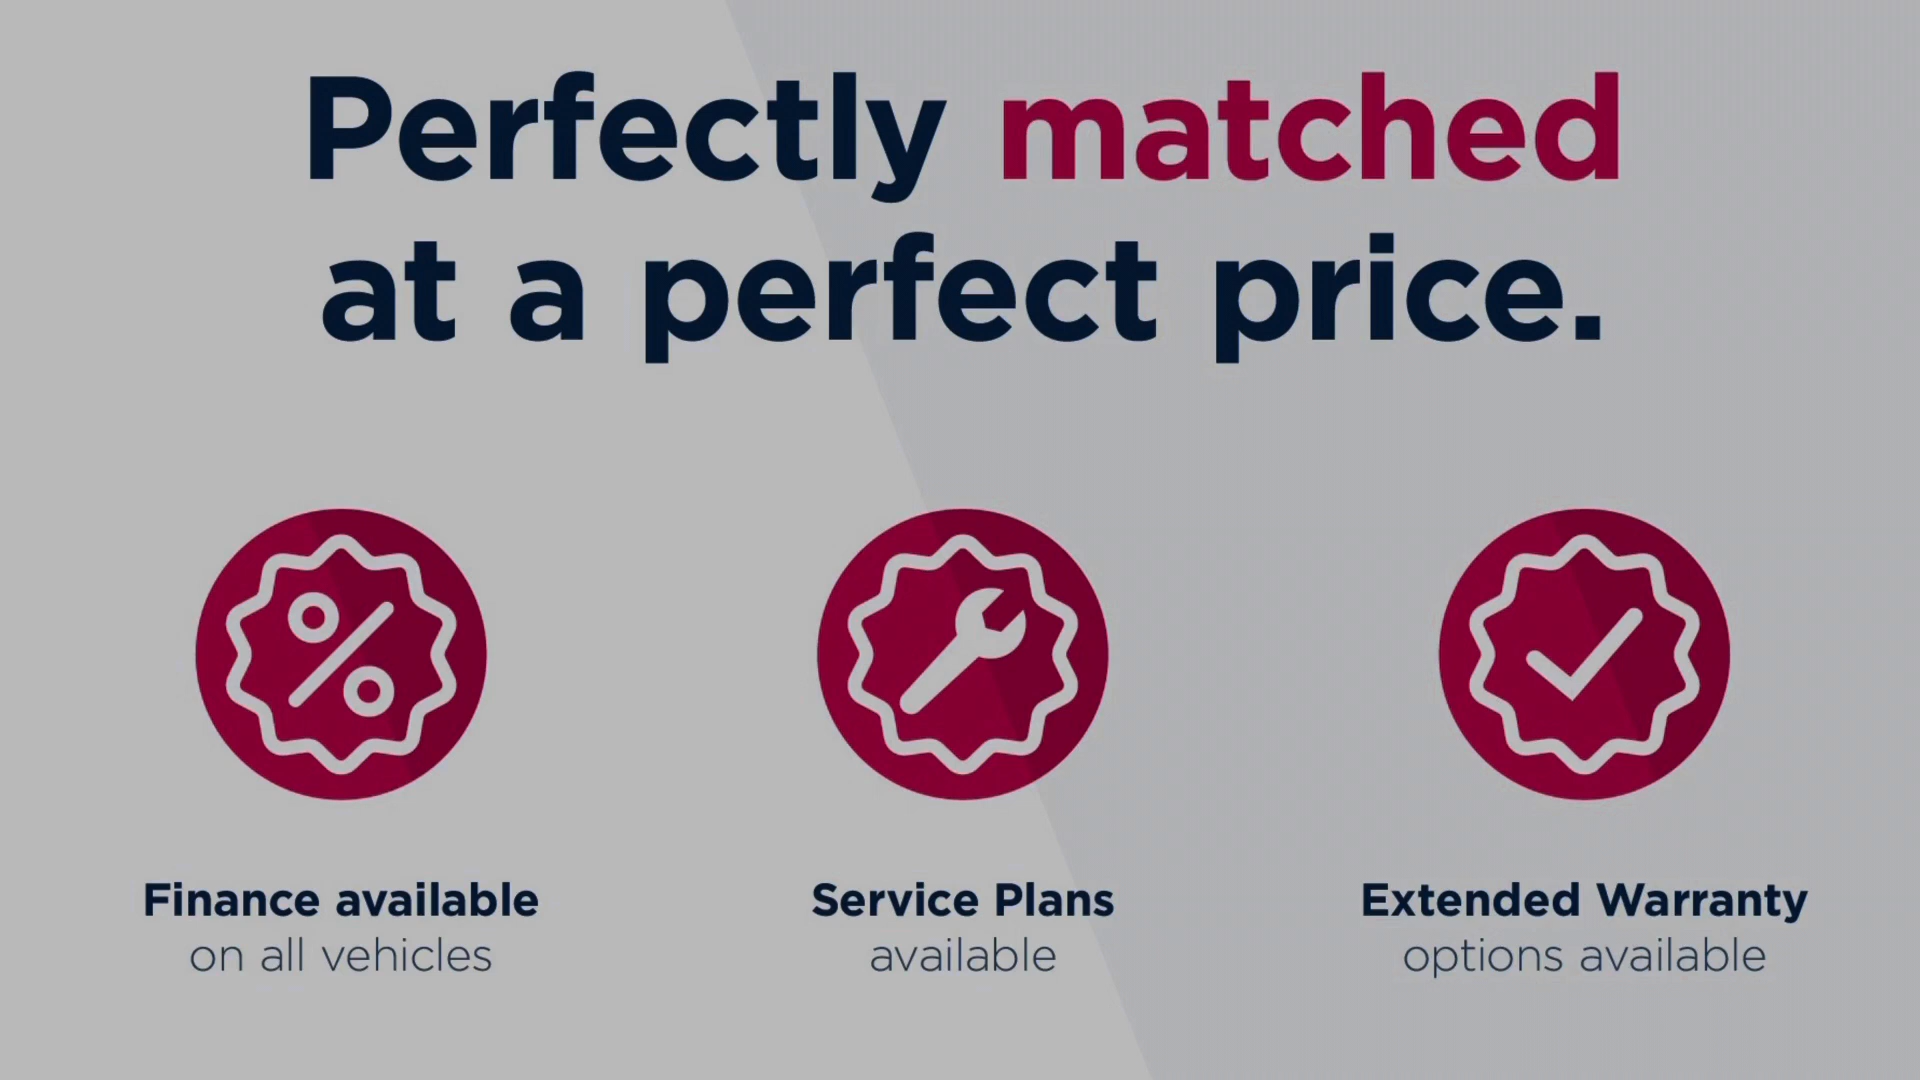 Perfectly matched
at a perfect price.
Finance available
on all vehicles
Service Plans
available
Extended Warranty
options available